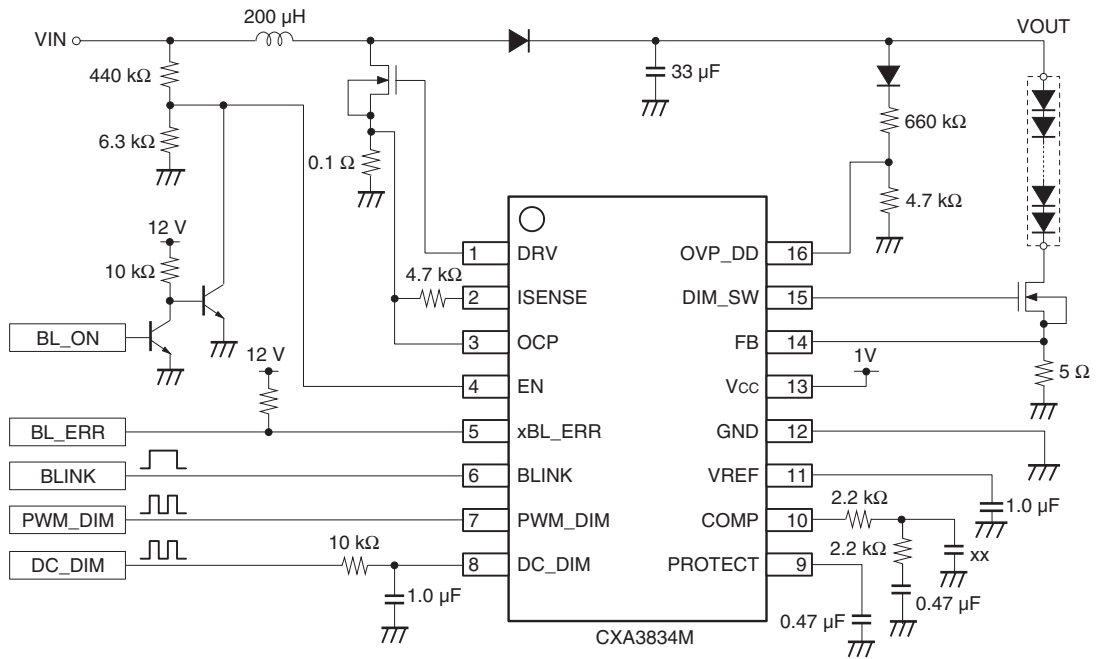 200 µH
VIN
VOUT
440 kΩ
33 µF
6.3 kΩ
660 kΩ
0.1 Ω
4.7 kΩ
12 V
10 kΩ
1 DRV
OVP_DD 16
4.7 kΩ
2 ISENSE
DIM_SW 15
BL_ON
3 OCP
FB 14
12 V
1V
5 Ω
4 EN
VCC 13
BL_ERR
5 xBL_ERR
GND 12
BLINK
6 BLINK
VREF 11
2.2 kΩ
1.0 µF
PWM_DIM
7 PWM_DIM
COMP 10
10 kΩ
2.2 kΩ
xx
DC_DIM
8 DC_DIM
PROTECT 9
1.0 µF
0.47 µF
0.47 µF
CXA3834M